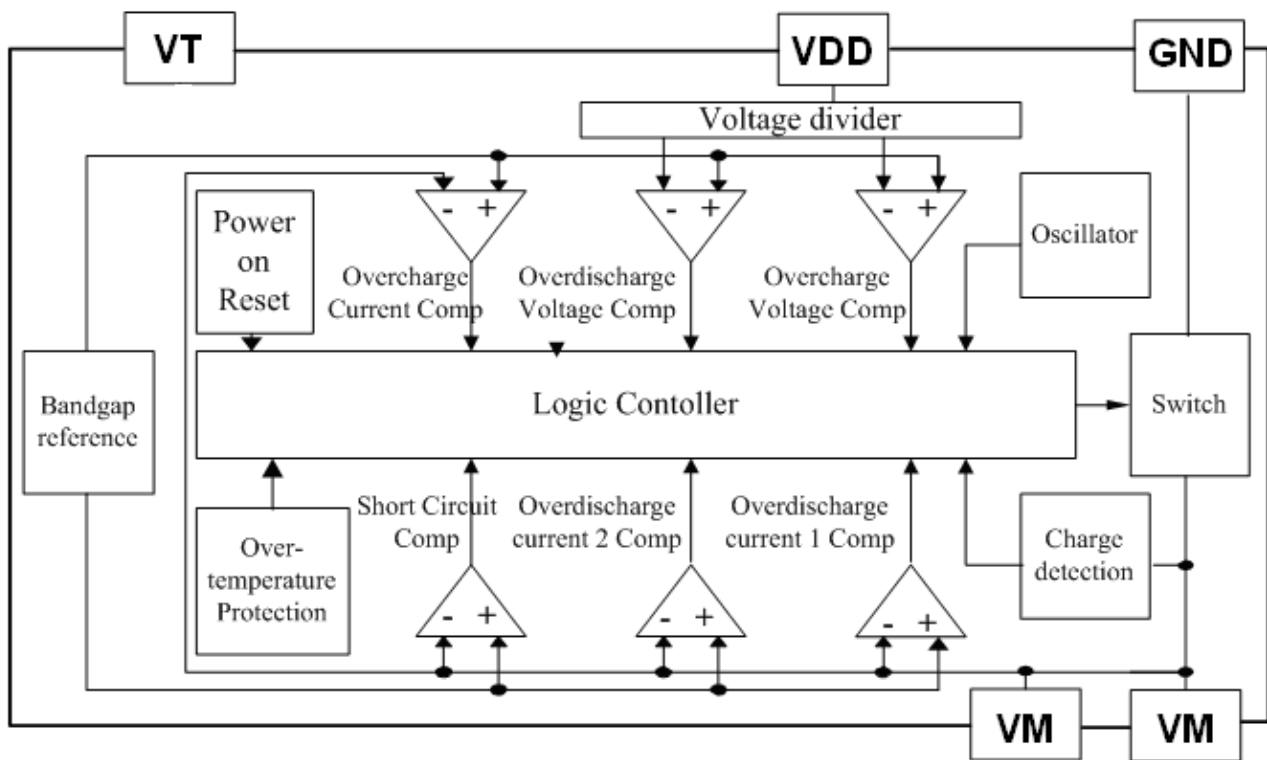 VT
VDD
GND
Voltage divider
- +
- +
- +
Power
on
Reset
Oscillator
Overcharge
Current Comp
Overdischarge
Voltage Comp
Overcharge
Voltage Comp
Bandgap
reference
Logic Contoller
Switch
Short Circuit
Comp
Overdischarge
current 2 Comp
Overdischarge
current 1 Comp
Over-
temperature
Protection
Charge
detection
- +
- +
- +
VM
VM